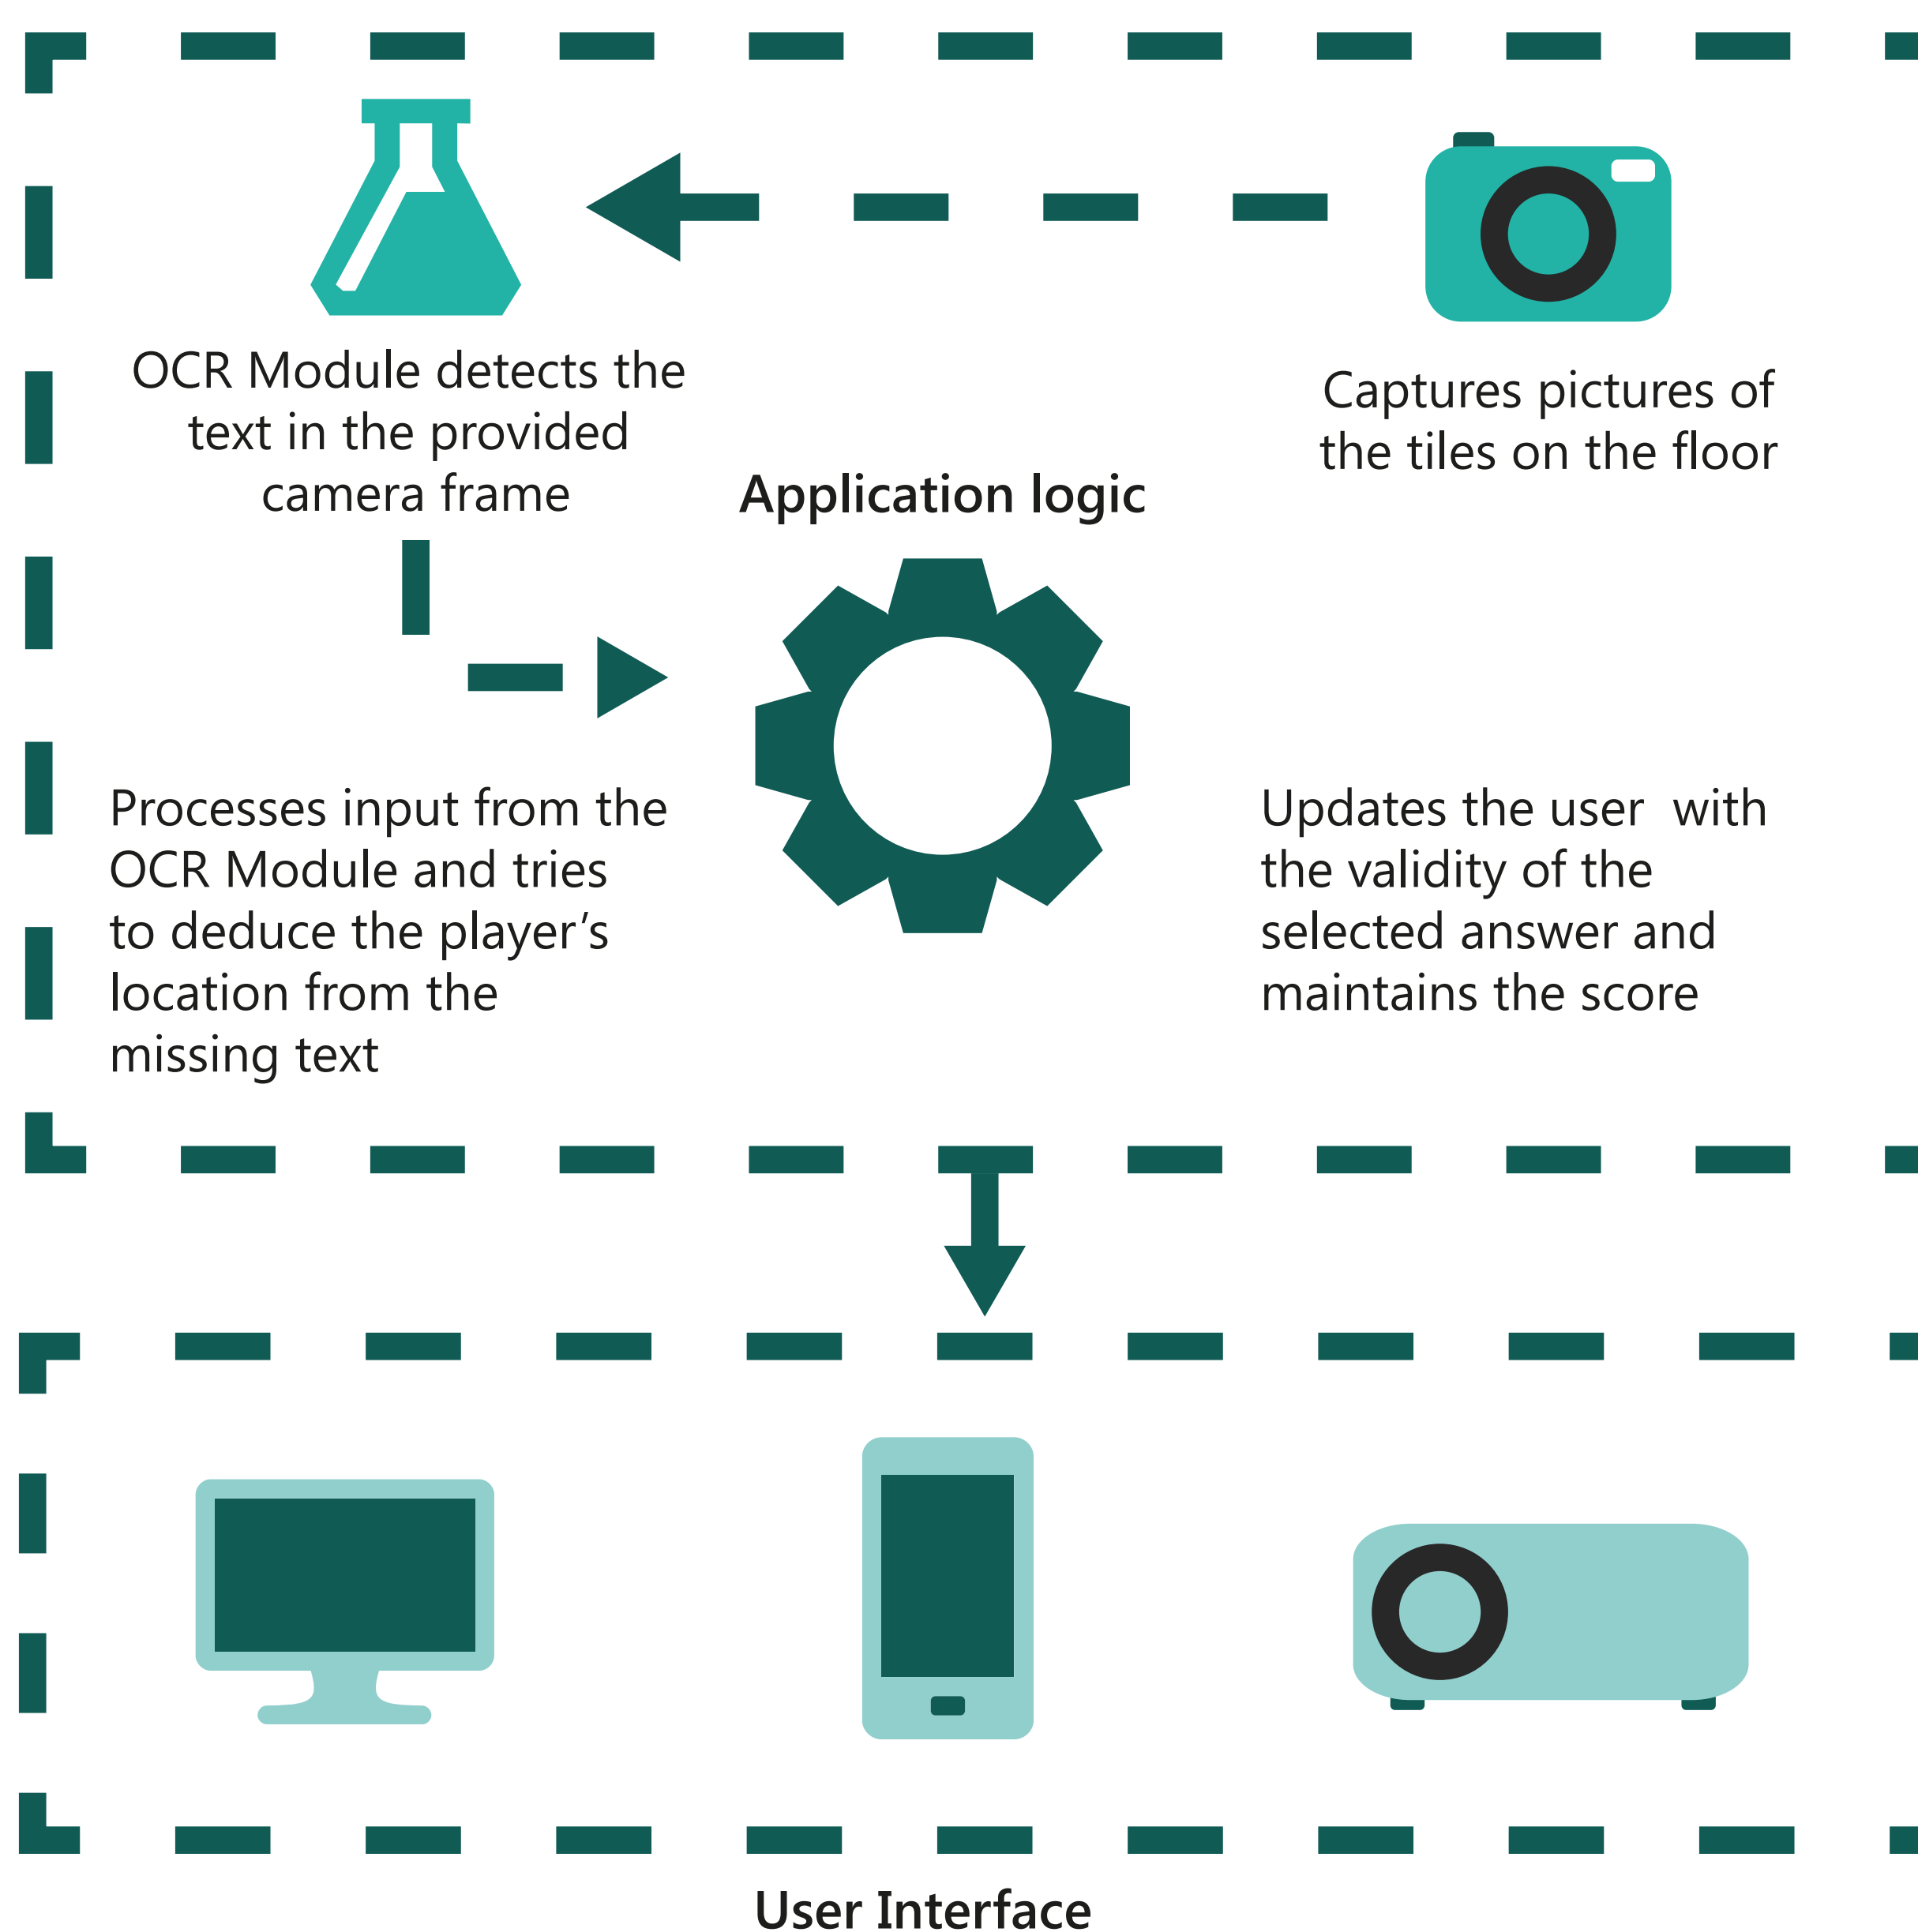 OCR Module detects the
text in the provided
camera frame
Captures pictures of
the tiles on the floor
Application logic
Processes input from the
OCR Module and tries
to deduce the player’s
location from the
missing text
Updates the user  with
the validity of the
selected answer and
maintains the score
User Interface